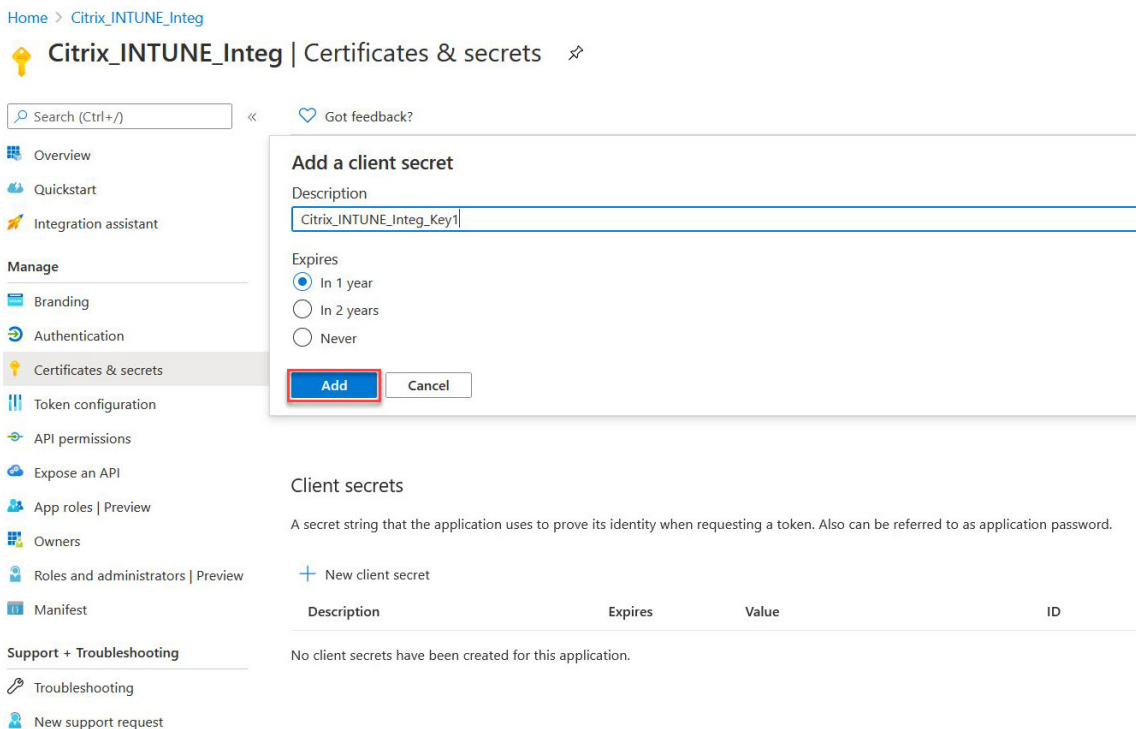 Home > Citrix_INTUNE_Integ
Citrix_INTUNE_Integ | Certificates & secrets
Search (Ctrl+/)
«
Got feedback?
Overview
Quickstart
Integration assistant
Manage
Branding
Authentication
Certificates & secrets
Token configuration
API permissions
Expose an API
App roles | Preview
Owners
Roles and administrators | Preview
Manifest
Support + Troubleshooting
Troubleshooting
New support request
Add a client secret
Description
Citrix_INTUNE_Integ_Key1
Expires
In 1 year
In 2 years
Never
Add Cancel
Client secrets
A secret string that the application uses to prove its identity when requesting a token. Also can be referred to as application password.
New client secret
Description Expires Value ID
No client secrets have been created for this application.